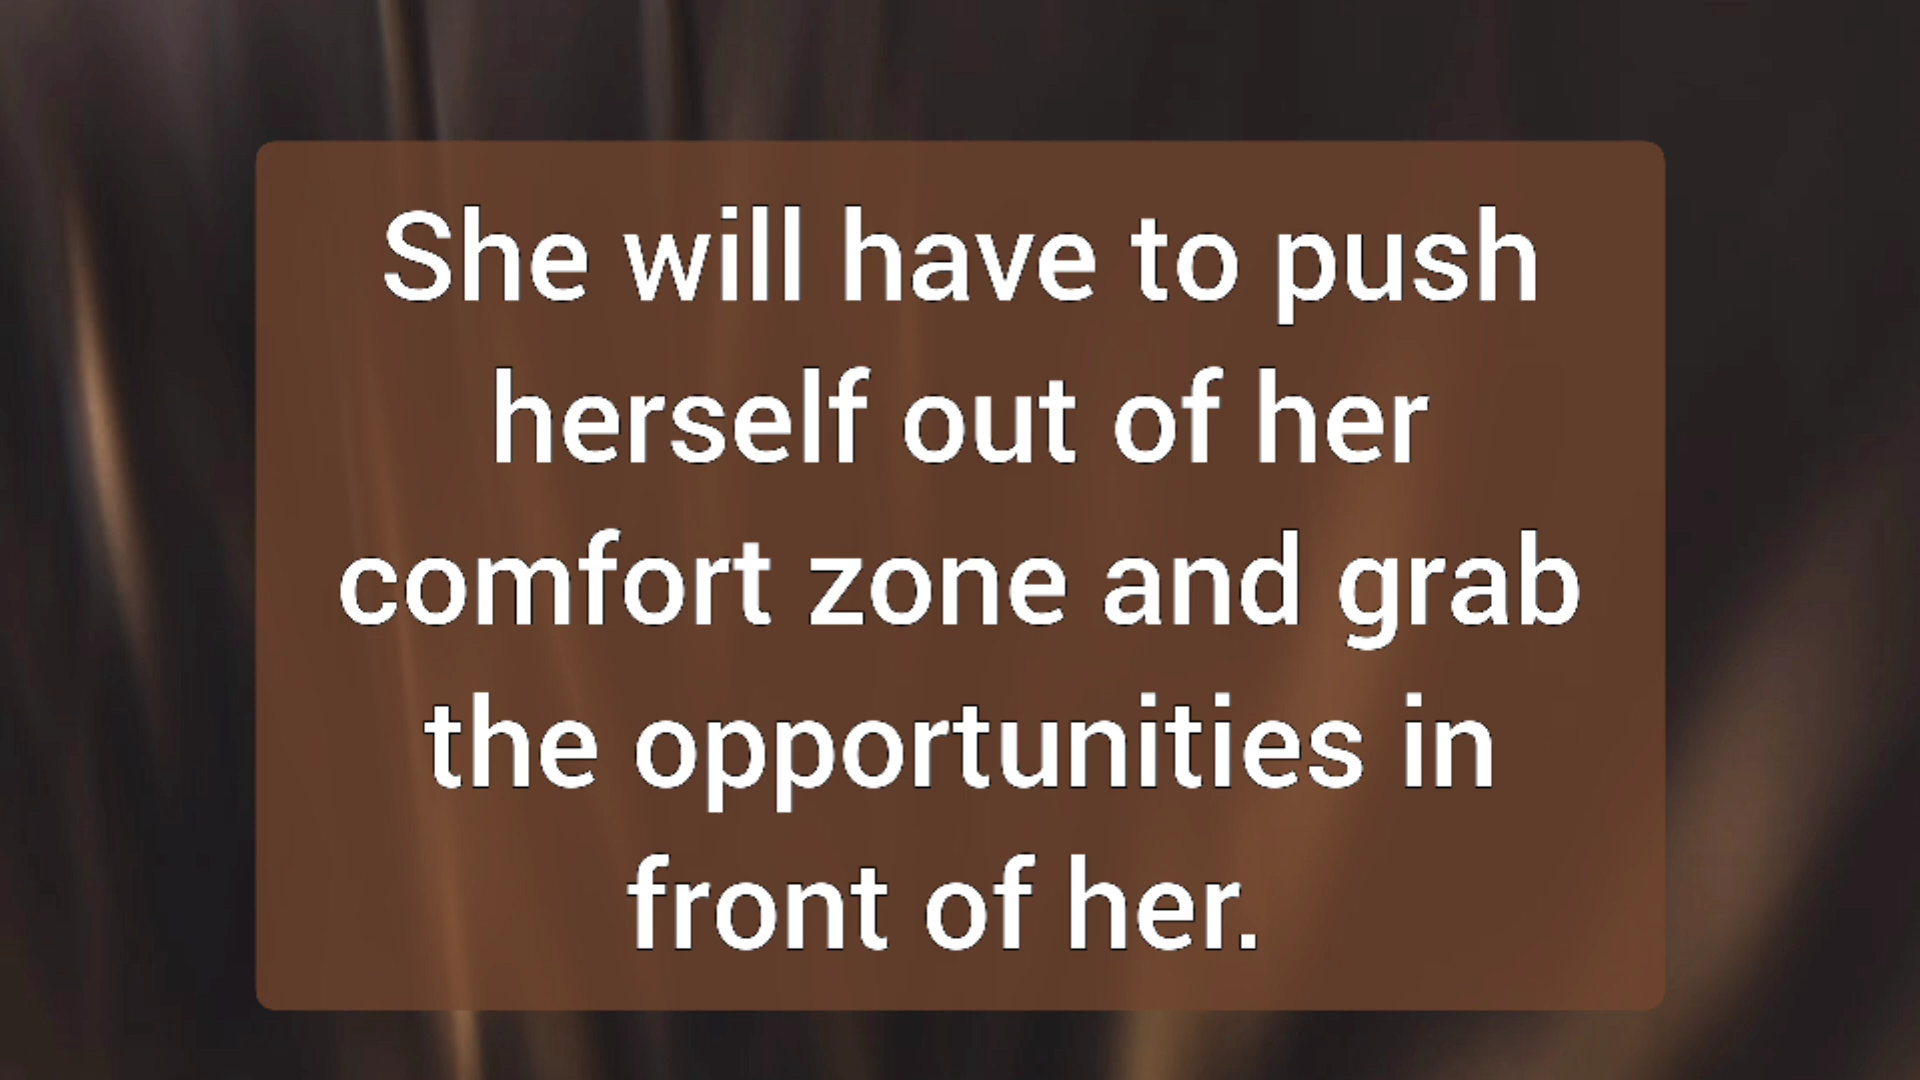 She will have to push
herself out of her
comfort zone and grab
the opportunities in
front of her.